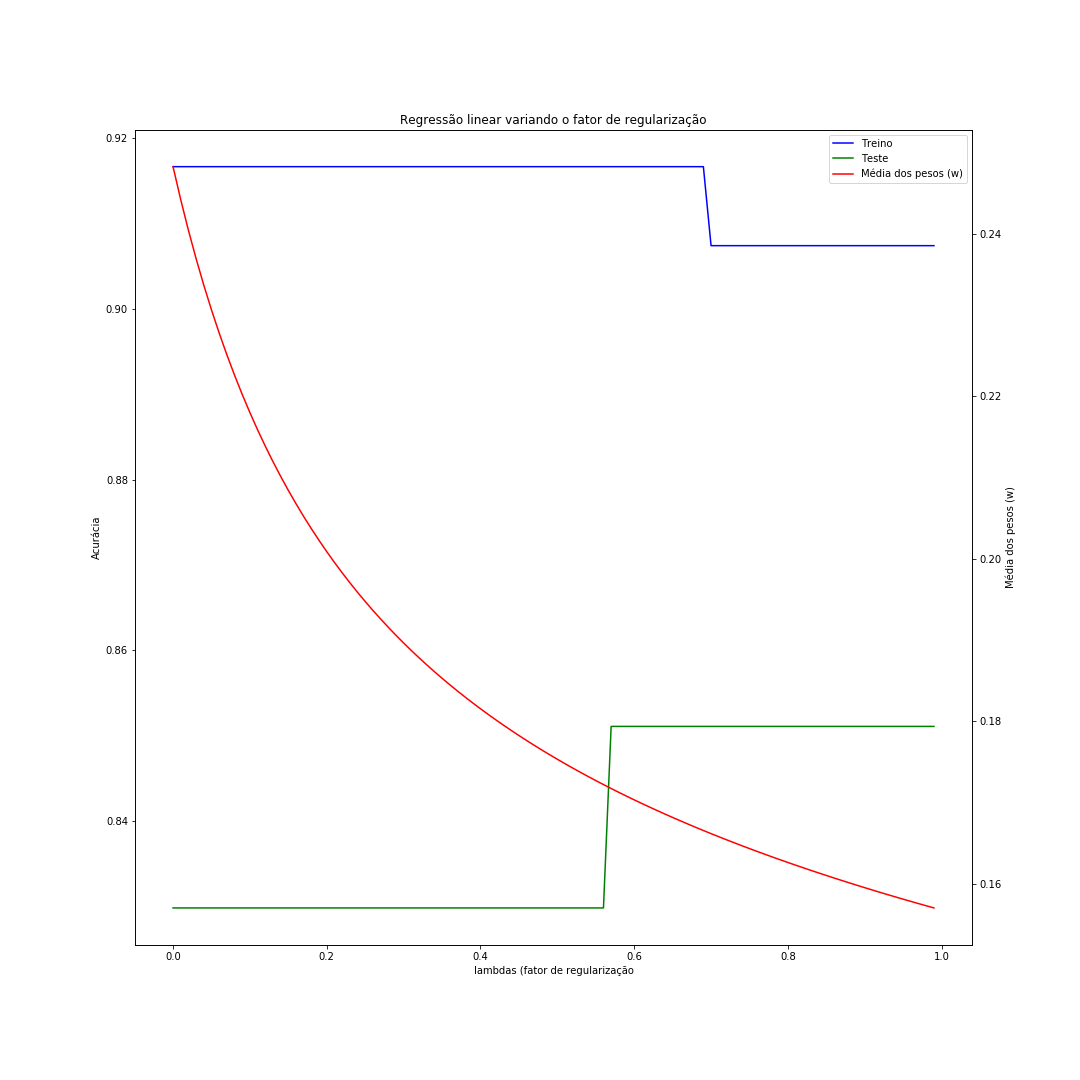 Regressão linear variando o fator de regularização
Treino
Teste
Média dos pesos (w)
0.92
0.90
0.88
0.86
0.84
Acurácia
0.24
0.22
0.20
0.18
0.16
Média dos pesos (w)
0.0 0.2 0.4 0.6 0.8 1.0
lambdas (fator de regularização